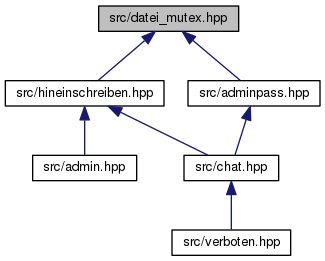 src/datei_mutex.hpp
src/hineinschreiben.hpp
src/adminpass.hpp
src/admin.hpp
src/chat.hpp
src/verboten.hpp